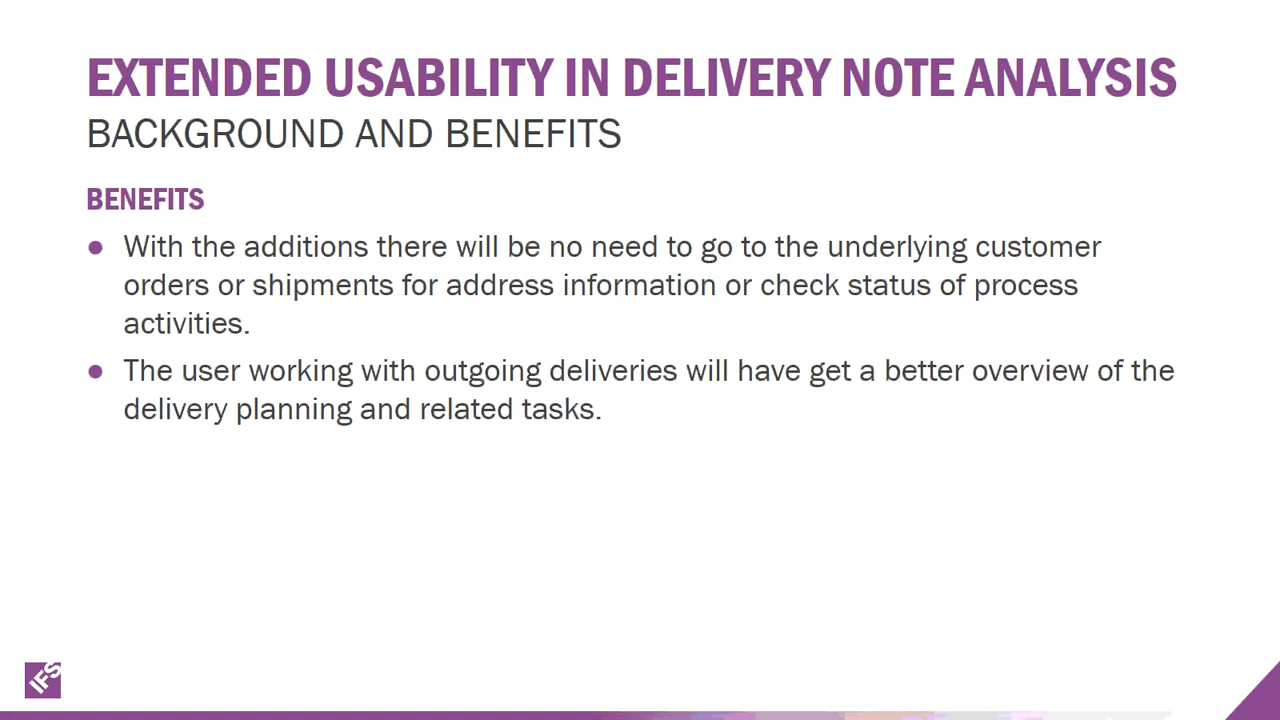 EXTENDED USABILITY IN DELIVERY NOTE ANALYSIS
BACKGROUND AND BENEFITS
BENEFITS
● With the additions there will be no need to go to the underlying customer
orders or shipments for address information or check status of process
activities.
● The user working with outgoing deliveries will have get a better overview of the
delivery planning and related tasks.
IFS